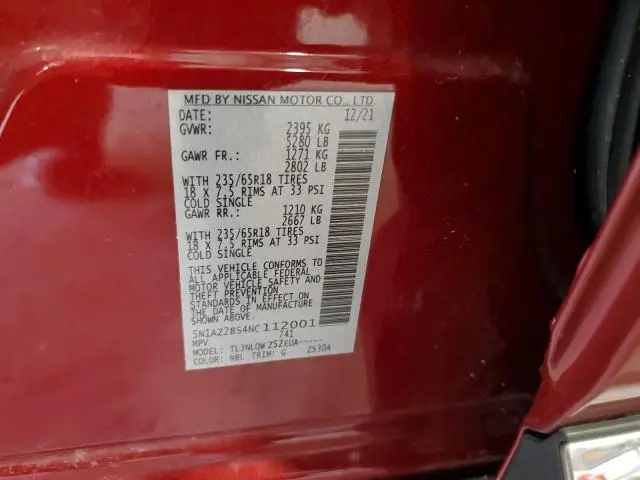 MFD BY NISSAN MOTOR CO., LTD.
DATE: 12/21
GVWR: 2395 KG
5280 LB
GAWR FR.: 1271 KG
2802 LB
WITH 235/65R18 TIRES
18 X 7.5 RIMS AT 33 PSI
COLD SINGLE
GAWR RR.: 1210 KG
2667 LB
WITH 235/65R18 TIRES
18 X 7.5 RIMS AT 33 PSI
COLD SINGLE
THIS VEHICLE CONFORMS TO
ALL APPLICABLE FEDERAL
MOTOR VEHICLE SAFETY AND
THEFT PREVENTION
STANDARDS IN EFFECT ON
THE DATE OF MANUFACTURE
SHOWN ABOVE.
5N1AZ2BS4NC112001
MPV Z41
MODEL: TLJNLQWZ52EUA-----
COLOR: NBL TRIM: G ZS30A